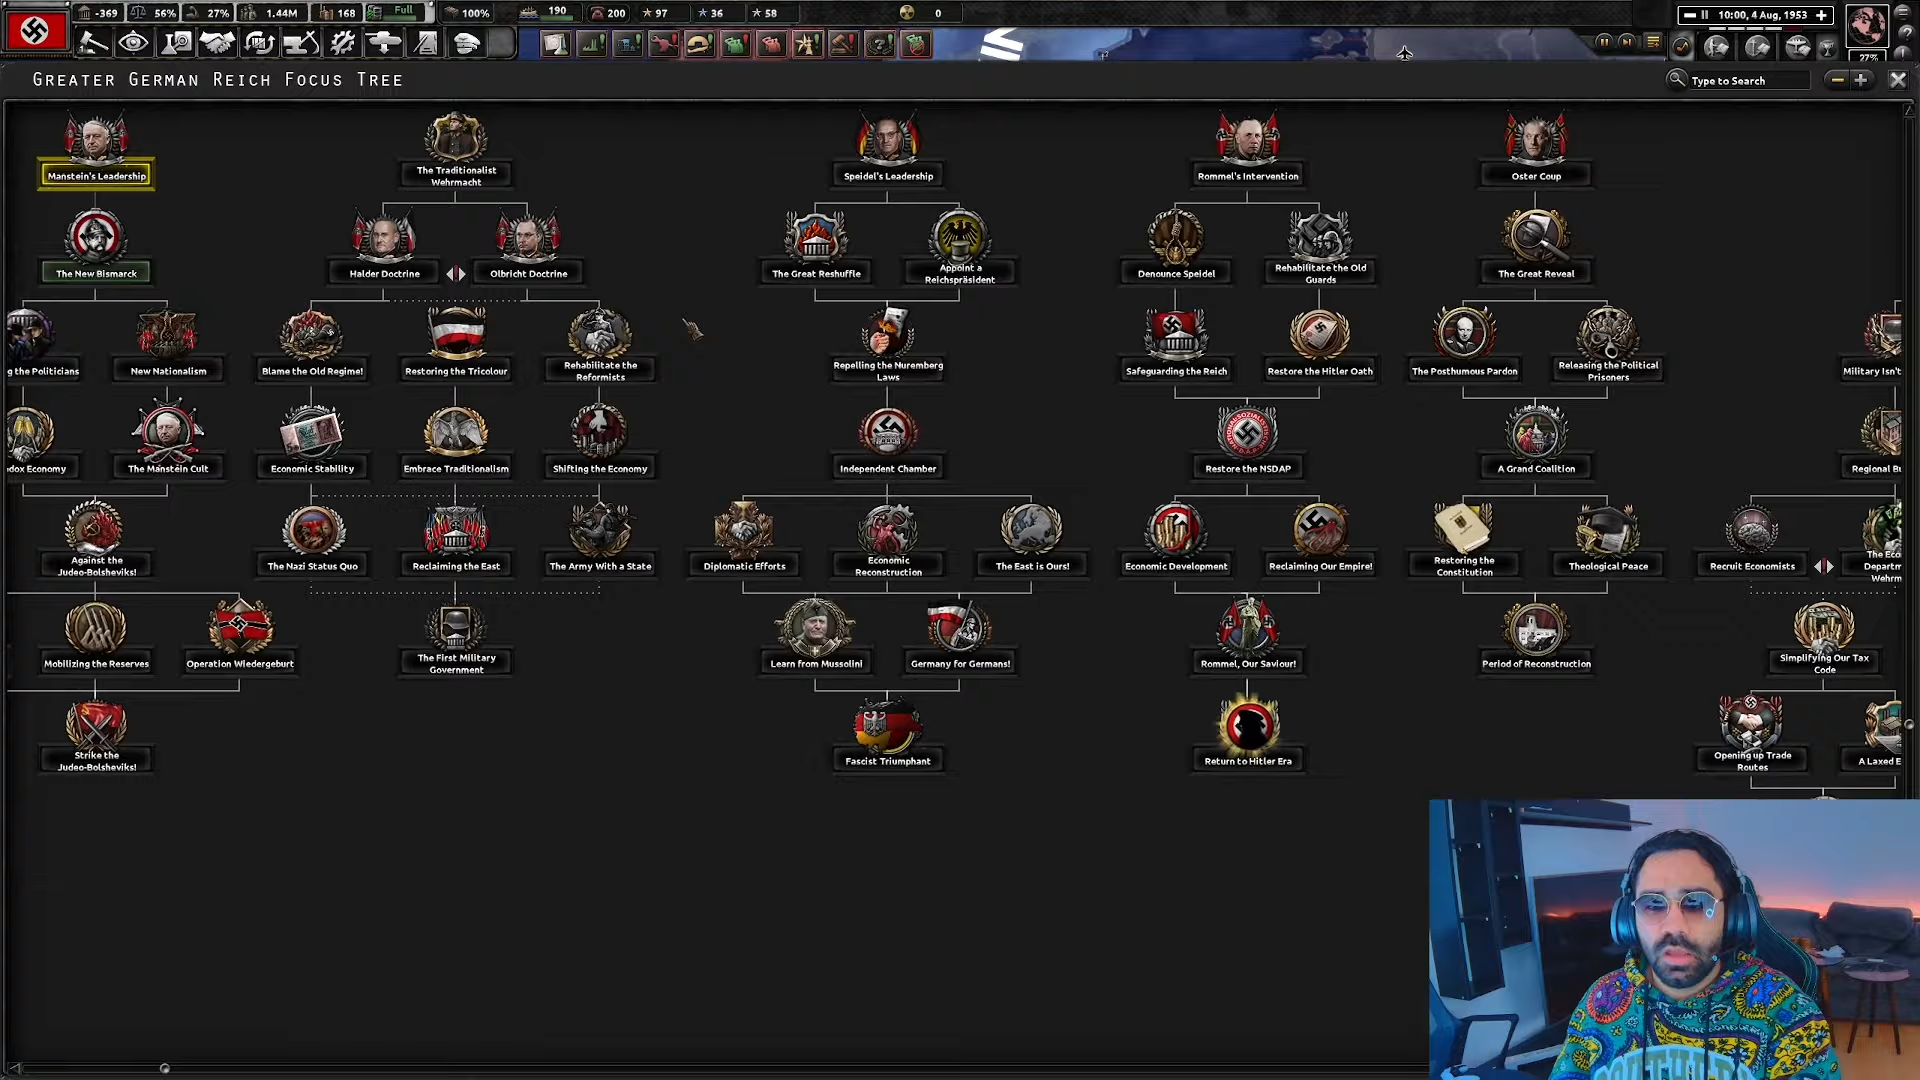 -369 56% 27% 1.44M 168 Full 100% 190 200 97 36 58 0 10:00, 4 Aug, 1953
27%
GREATER GERMAN REICH FOCUS TREE Type to Search
Manstein's Leadership
The Traditionalist
Wehrmacht
Speidel's Leadership
Rommel's Intervention
Oster Coup
The New Bismarck
Halder Doctrine
Olbricht Doctrine
The Great Reshuffle
Appoint a
Reichspräsident
Denounce Speidel
Rehabilitate the Old
Guards
The Great Reveal
g the Politicians
New Nationalism
Blame the Old Regime!
Restoring the Tricolour
Rehabilitate the
Reformists
Repelling the Nuremberg
Laws
Safeguarding the Reich
Restore the Hitler Oath
The Posthumous Pardon
Releasing the Political
Prisoners
Military Isn't
dox Economy
The Manstein Cult
Economic Stability
Embrace Traditionalism
Shifting the Economy
Independent Chamber
Restore the NSDAP
A Grand Coalition
Regional Bu
Against the
Judeo-Bolsheviks!
The Nazi Status Quo
Reclaiming the East
The Army With a State
Diplomatic Efforts
Economic
Reconstruction
The East is Ours!
Economic Development
Reclaiming Our Empire!
Restoring the
Constitution
Theological Peace
Recruit Economists
The Eco
Departm
Wehrm
Mobilizing the Reserves
Operation Wiedergeburt
The First Military
Government
Learn from Mussolini
Germany for Germans!
Rommel, Our Saviour!
Period of Reconstruction
Simplifying Our Tax
Code
Strike the
Judeo-Bolsheviks!
Fascist Triumphant
Return to Hitler Era
Opening up Trade
Routes
A Laxed E